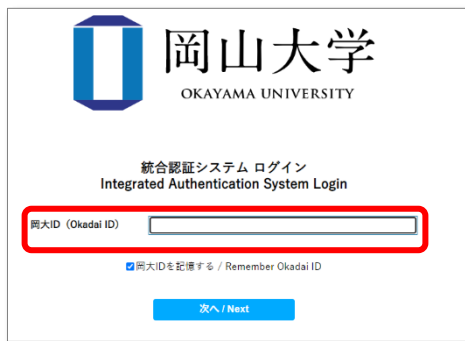 岡山大学
OKAYAMA UNIVERSITY
統合認証システム ログイン
Integrated Authentication System Login
岡大ID（Okadai ID）
岡大IDを記憶する / Remember Okadai ID
次へ / Next